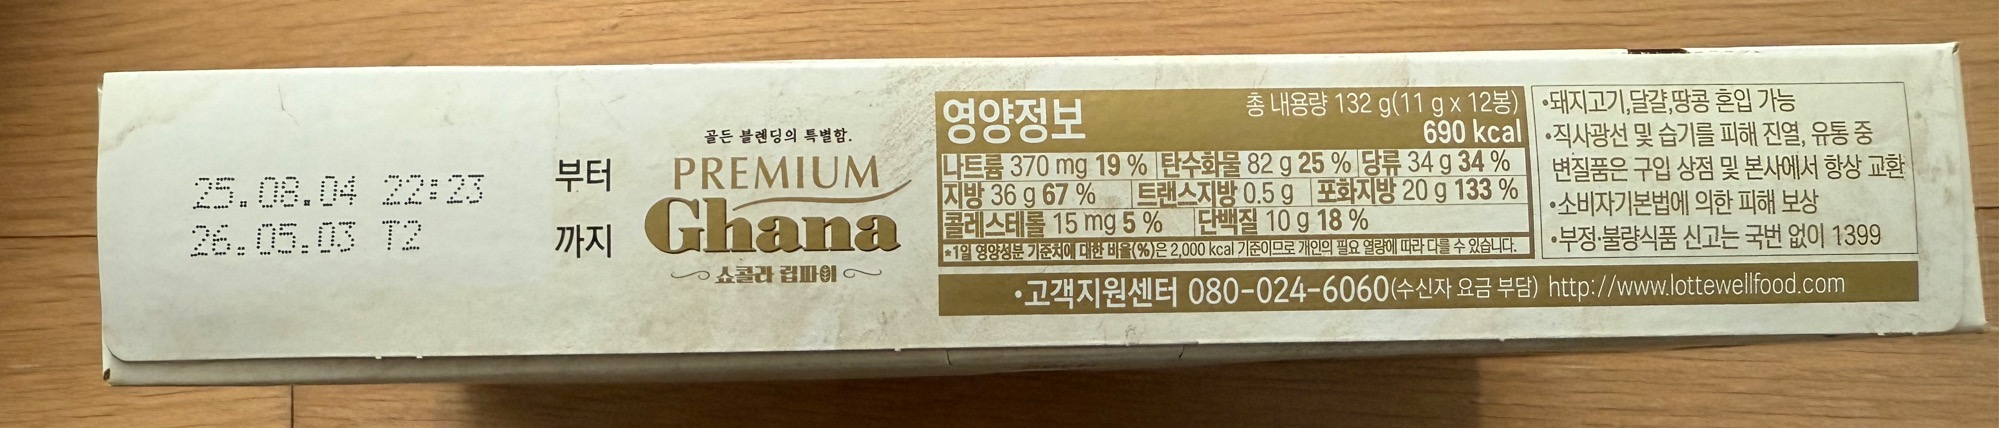 25.08.04 22:23 부터
26.05.03 T2 까지
골든 블렌딩의 특별함.
PREMIUM
Ghana
쇼콜라 립파이
영양정보
총 내용량 132 g(11 g x 12봉)
690 kcal
나트륨 370 mg 19 % 탄수화물 82 g 25 % 당류 34 g 34 %
지방 36 g 67 % 트랜스지방 0.5 g 포화지방 20 g 133 %
콜레스테롤 15 mg 5 % 단백질 10 g 18 %
*1일 영양성분 기준치에 대한 비율(%)은 2,000 kcal 기준이므로 개인의 필요 열량에 따라 다를 수 있습니다.
•돼지고기,달걀,땅콩 혼입 가능
•직사광선 및 습기를 피해 진열, 유통 중
변질품은 구입 상점 및 본사에서 항상 교환
•소비자기본법에 의한 피해 보상
•부정·불량식품 신고는 국번 없이 1399
•고객지원센터 080-024-6060(수신자 요금 부담) http://www.lottewellfood.com